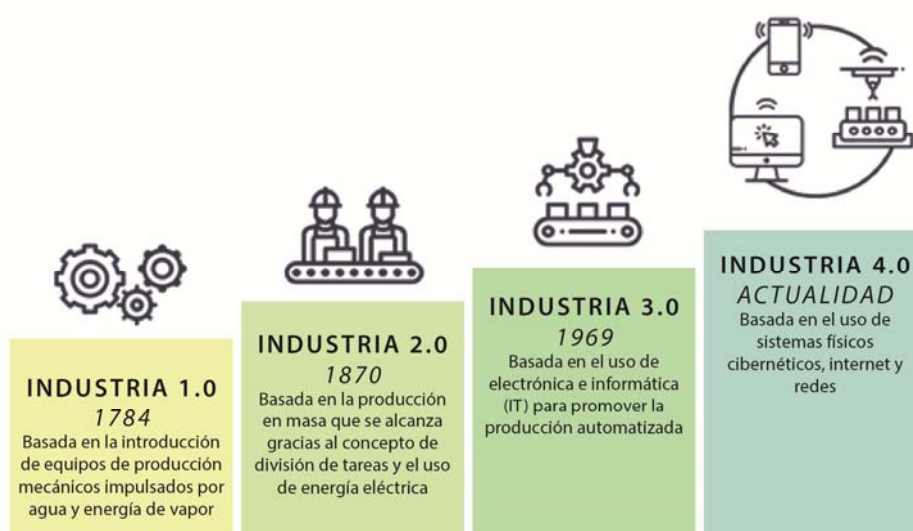 INDUSTRIA 1.0
1784
Basada en la introducción
de equipos de producción
mecánicos impulsados por
agua y energía de vapor
INDUSTRIA 2.0
1870
Basada en la producción
en masa que se alcanza
gracias al concepto de
división de tareas y el uso
de energía eléctrica
INDUSTRIA 3.0
1969
Basada en el uso de
electrónica e informática
(IT) para promover la
producción automatizada
INDUSTRIA 4.0
ACTUALIDAD
Basada en el uso de
sistemas físicos
cibernéticos, internet y
redes